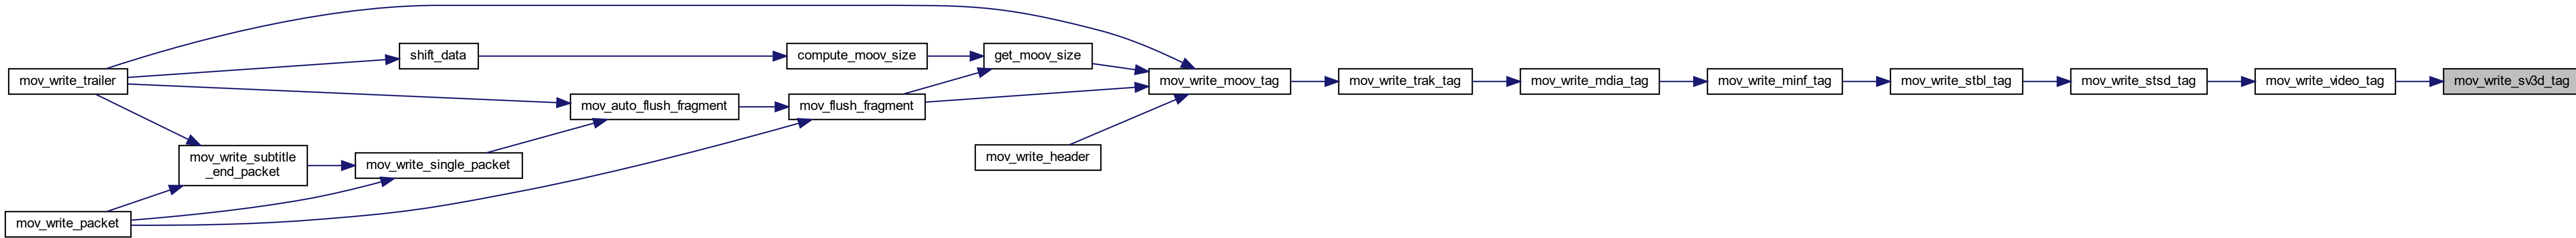 mov_write_trailer
shift_data
compute_moov_size
get_moov_size
mov_write_moov_tag
mov_write_trak_tag
mov_write_mdia_tag
mov_write_minf_tag
mov_write_stbl_tag
mov_write_stsd_tag
mov_write_video_tag
mov_write_sv3d_tag
mov_auto_flush_fragment
mov_flush_fragment
mov_write_subtitle
_end_packet
mov_write_single_packet
mov_write_header
mov_write_packet